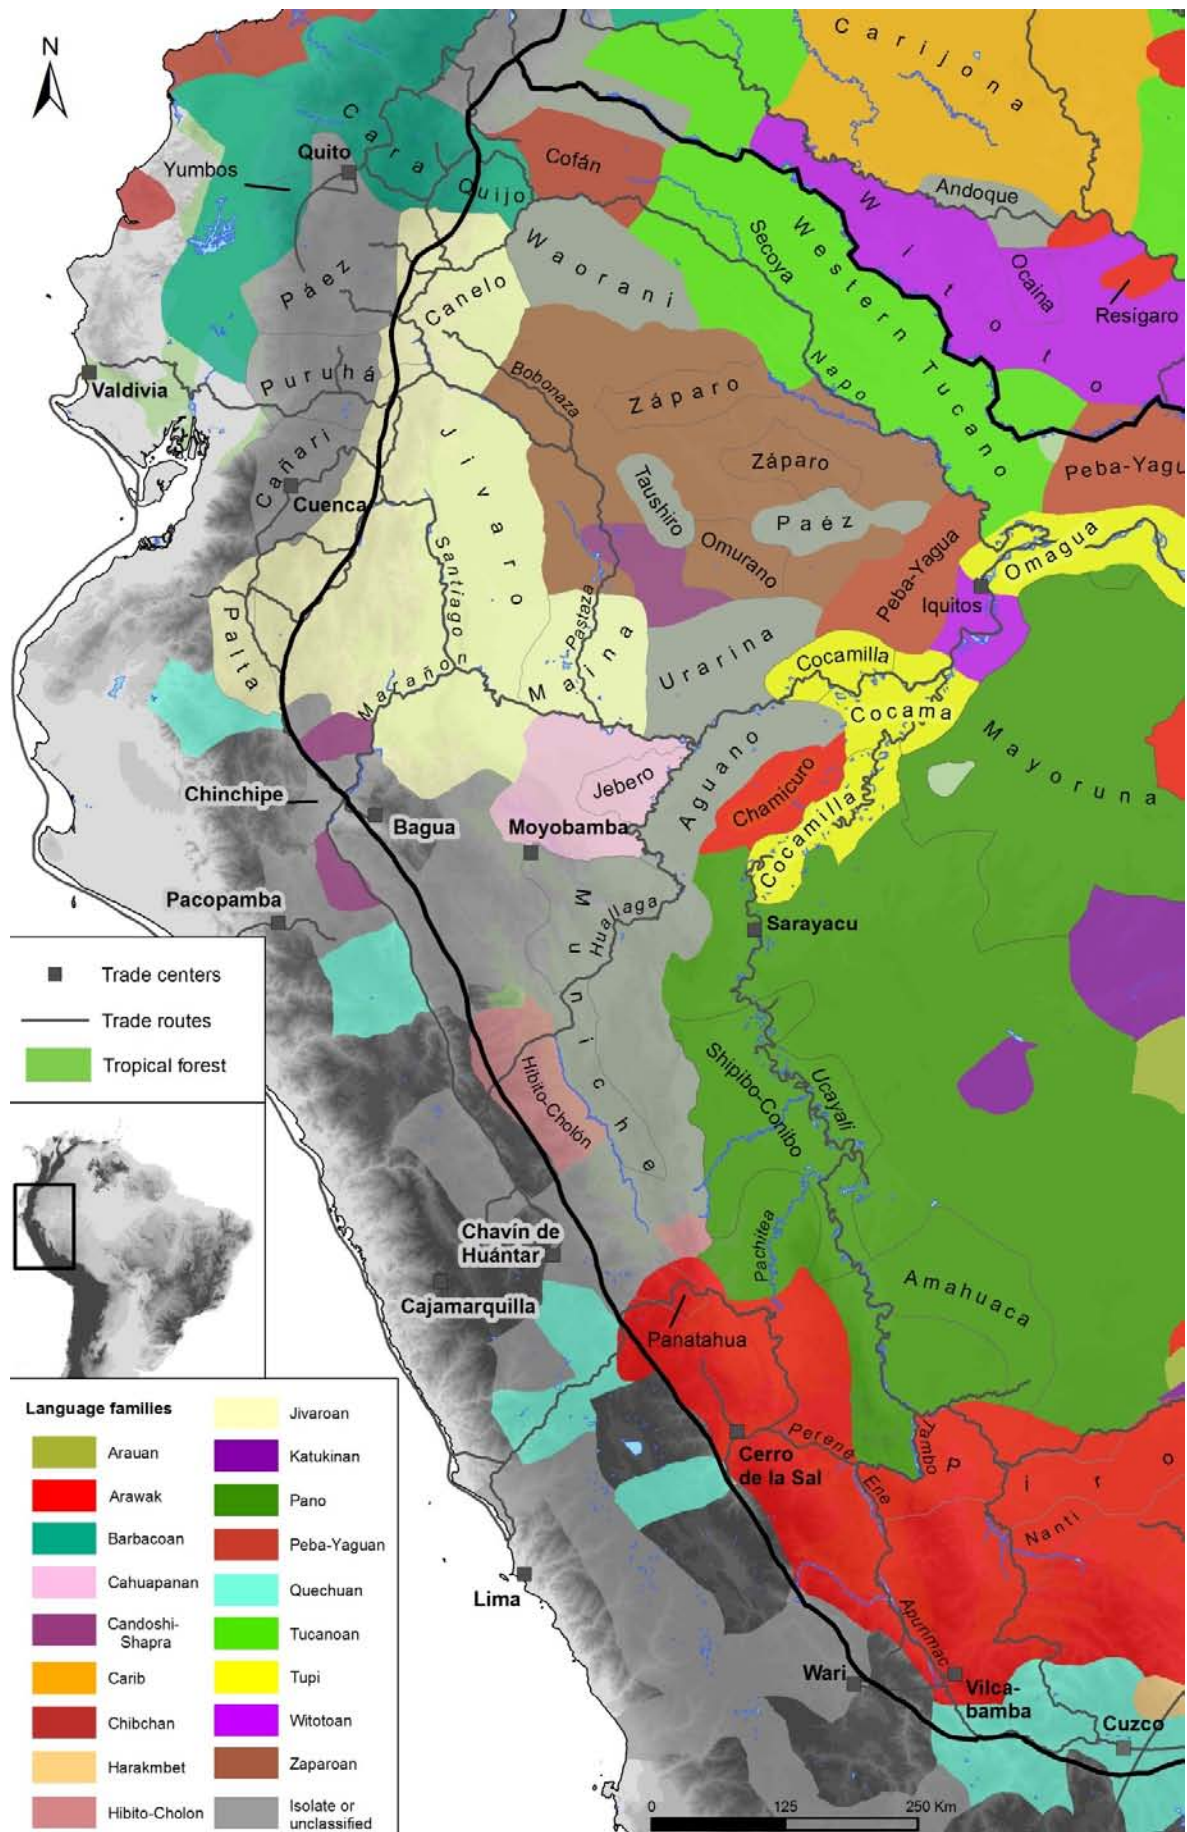 N
Carijona
Cara
Quito
Yumbos
Cofán
Quijo
Andoque
Witoto
Secoya
Western Tucano
Waorani
Ocaina
Resígaro
Páez
Canelo
Valdivia
Puruhá
Bobonaza
Napo
Záparo
Záparo
Peba-Yagu
Cañari
Cuenca
Jivaro
Taushiro
Paéz
Omurano
Peba-Yagua
Omagua
Iquitos
Santiago
Pastaza
Palta
Marañon
Maina
Urarina
Cocamilla
Cocama
Mayoruna
Aguano
Jebero
Chamicuro
Cocamilla
Chinchipe
Bagua
Moyobamba
Pacopamba
Huallaga
Muniche
Sarayacu
Trade centers
Trade routes
Tropical forest
Hibito-Cholón
Shipibo-Conibo
Ucayali
Chavín de
Huántar
Cajamarquilla
Pachitea
Amahuaca
Panatahua
Perené
Cerro
de la Sal
Ene
Tambo
Piro
Nanti
Lima
Apurimac
Wari
Vilca-
bamba
Cuzco
Language families
Arauan
Arawak
Barbacoan
Cahuapanan
Candoshi-
Shapra
Carib
Chibchan
Harakmbet
Hibito-Cholon
Jivaroan
Katukinan
Pano
Peba-Yaguan
Quechuan
Tucanoan
Tupi
Witotoan
Zaparoan
Isolate or
unclassified
0 125 250 Km